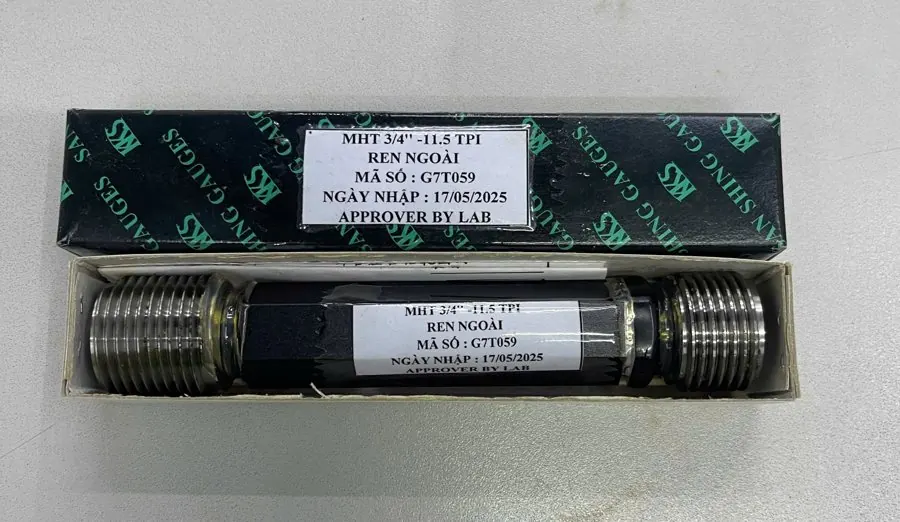 KKS
SAN SHING GAUGES
MHT 3/4" -11.5 TPI
REN NGOÀI
MÃ SỐ : G7T059
NGÀY NHẬP : 17/05/2025
APPROVER BY LAB
MHT 3/4" -11.5 TPI
REN NGOÀI
MÃ SỐ : G7T059
NGÀY NHẬP : 17/05/2025
APPROVER BY LAB